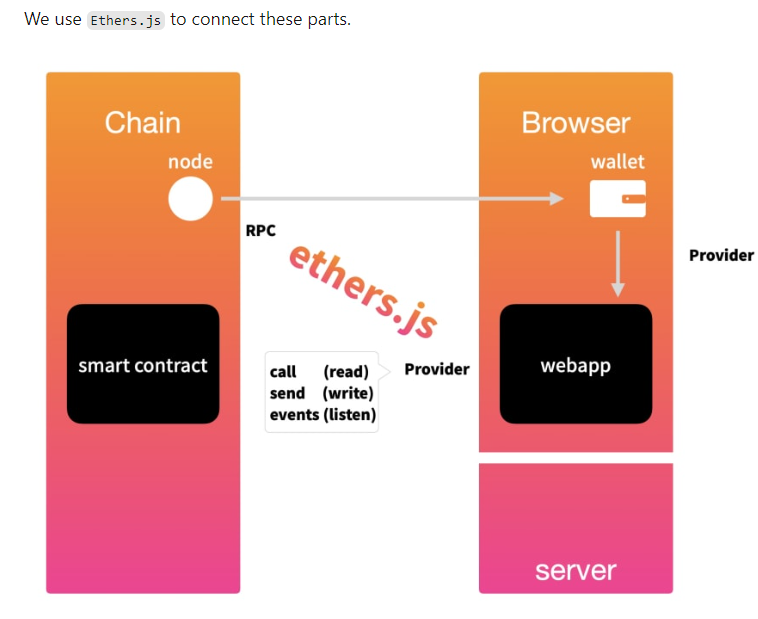 We use Ethers.js to connect these parts.
Chain
node
smart contract
RPC
ethers.js
call (read)
send (write)
events (listen)
Provider
Browser
wallet
Provider
webapp
server